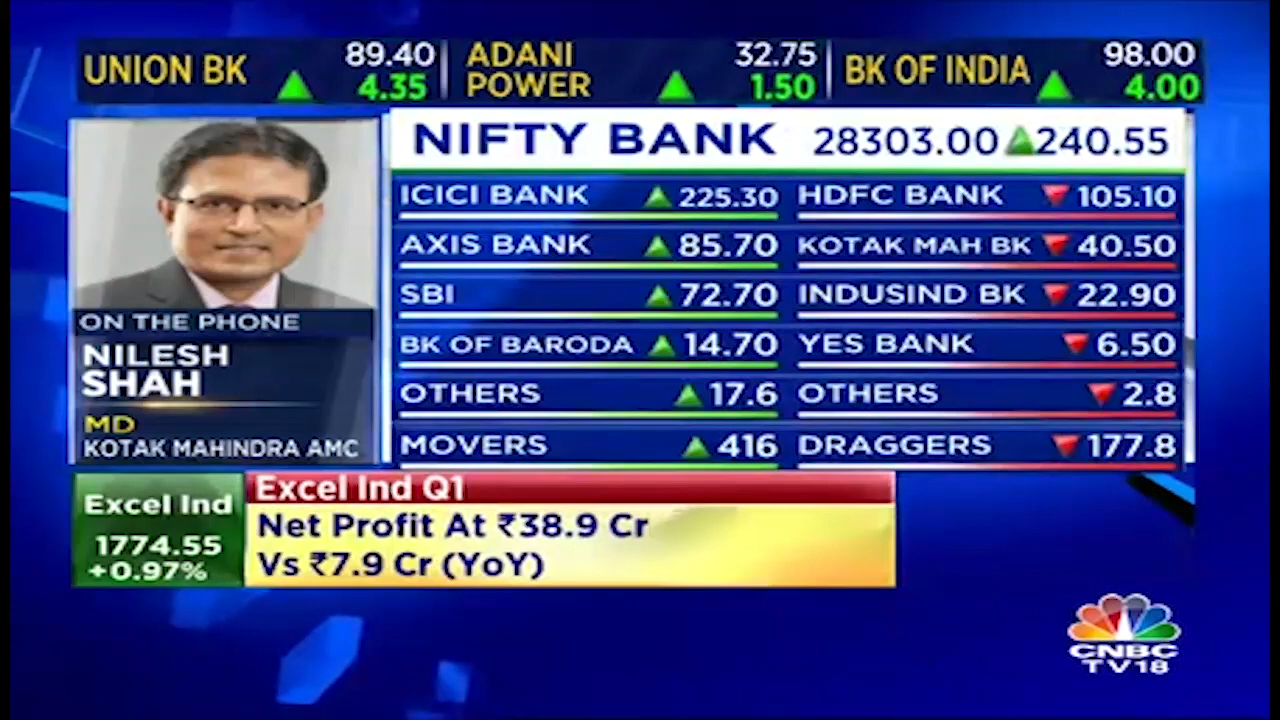 UNION BK 89.40 4.35
ADANI POWER 32.75 1.50
BK OF INDIA 98.00 4.00
NIFTY BANK 28303.00 240.55
ICICI BANK 225.30 HDFC BANK 105.10
AXIS BANK 85.70 KOTAK MAH BK 40.50
SBI 72.70 INDUSIND BK 22.90
BK OF BARODA 14.70 YES BANK 6.50
OTHERS 17.6 OTHERS 2.8
MOVERS 416 DRAGGERS 177.8
ON THE PHONE
NILESH
SHAH
MD
KOTAK MAHINDRA AMC
Excel Ind
1774.55
+0.97%
Excel Ind Q1
Net Profit At ₹38.9 Cr
Vs ₹7.9 Cr (YoY)
CNBC
TV18